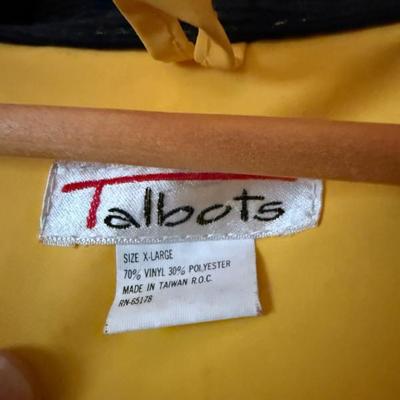 Talbots
SIZE X-LARGE
70% VINYL 30% POLYESTER
MADE IN TAIWAN R.O.C.
RN-65178